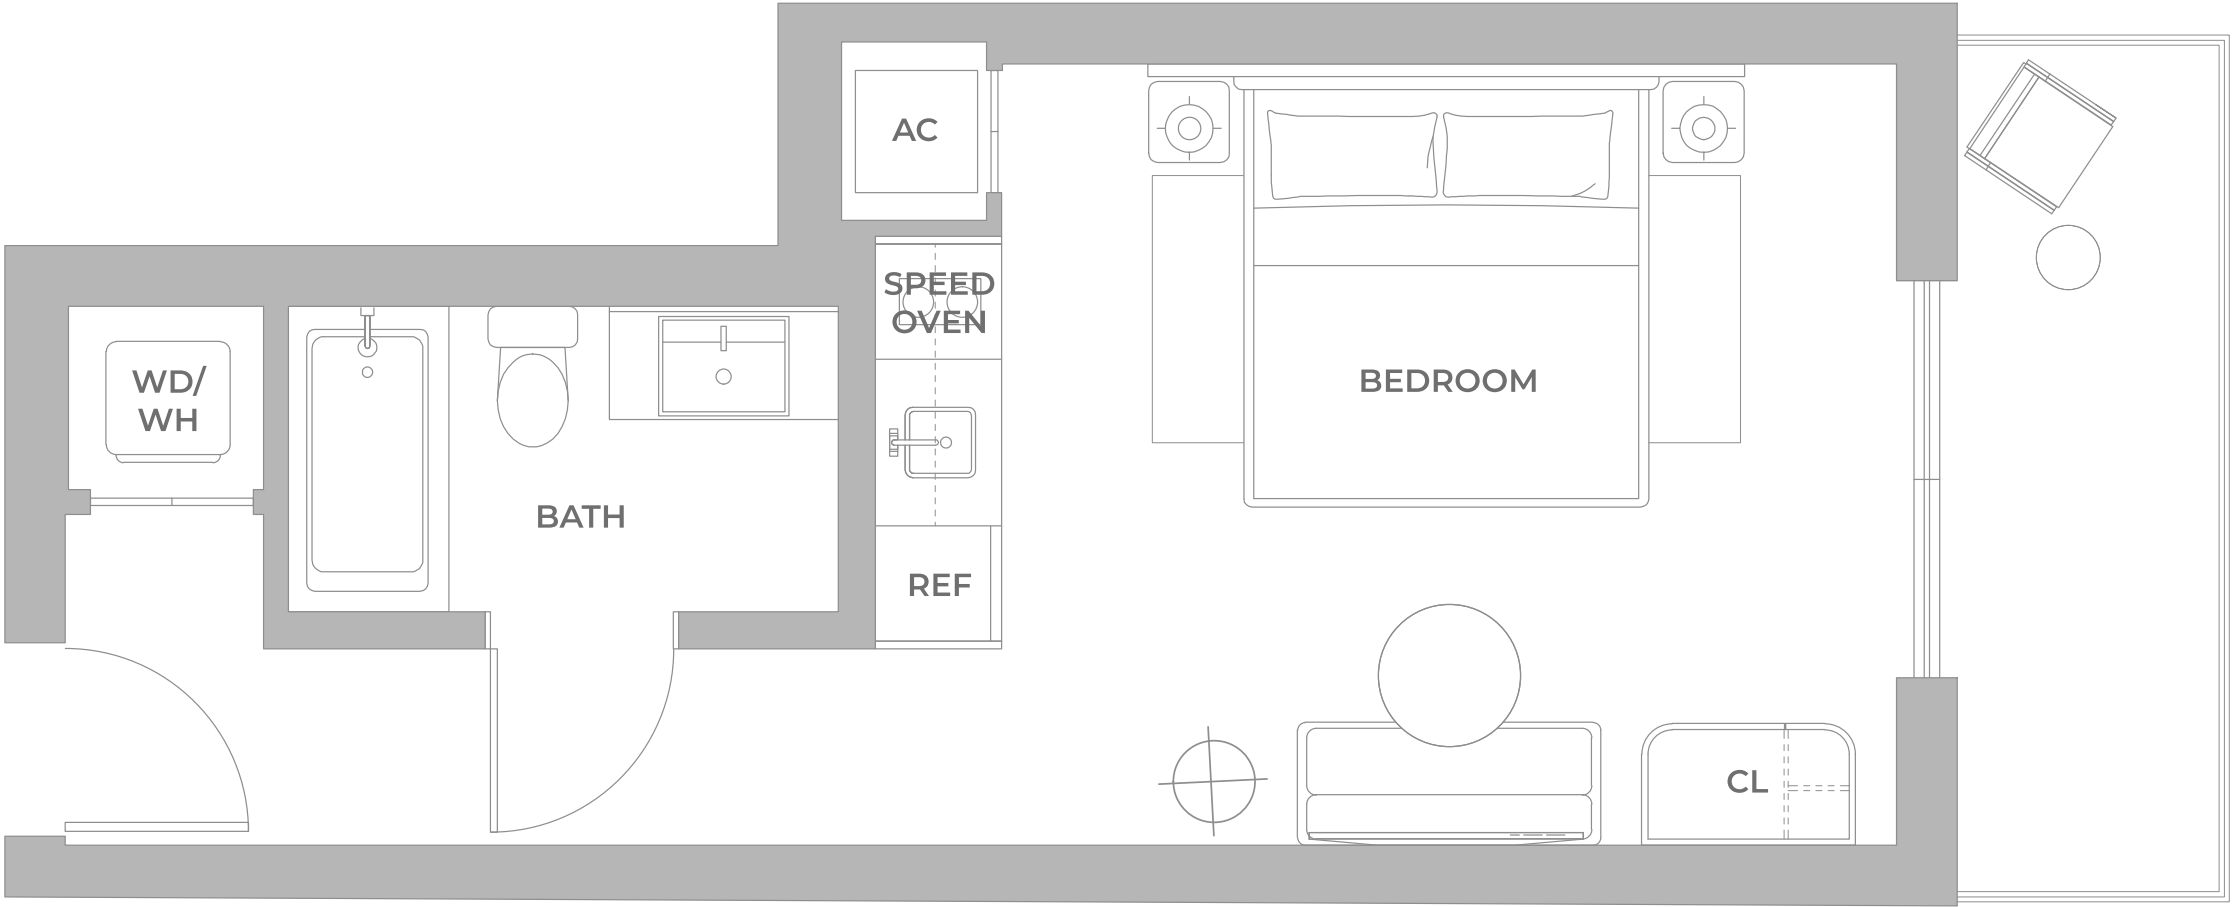 AC
SPEED
OVEN
WD/
WH
BEDROOM
BATH
REF
CL